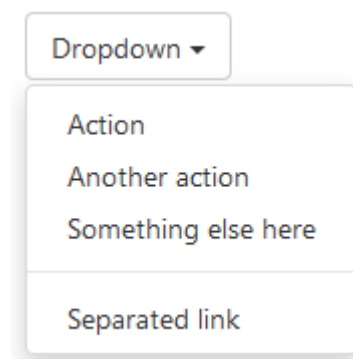 Dropdown
Action
Another action
Something else here
Separated link